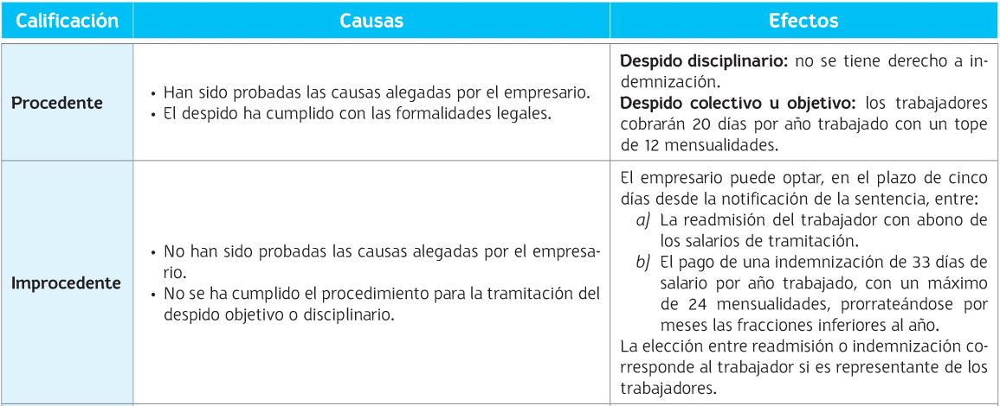 Calificación Causas Efectos
Procedente
• Han sido probadas las causas alegadas por el empresario.
• El despido ha cumplido con las formalidades legales.
Despido disciplinario: no se tiene derecho a in-
demnización.
Despido colectivo u objetivo: los trabajadores
cobrarán 20 días por año trabajado con un tope
de 12 mensualidades.
Improcedente
• No han sido probadas las causas alegadas por el empresa-
rio.
• No se ha cumplido el procedimiento para la tramitación del
despido objetivo o disciplinario.
El empresario puede optar, en el plazo de cinco
días desde la notificación de la sentencia, entre:
a) La readmisión del trabajador con abono de
los salarios de tramitación.
b) El pago de una indemnización de 33 días de
salario por año trabajado, con un máximo
de 24 mensualidades, prorrateándose por
meses las fracciones inferiores al año.
La elección entre readmisión o indemnización co-
rresponde al trabajador si es representante de los
trabajadores.